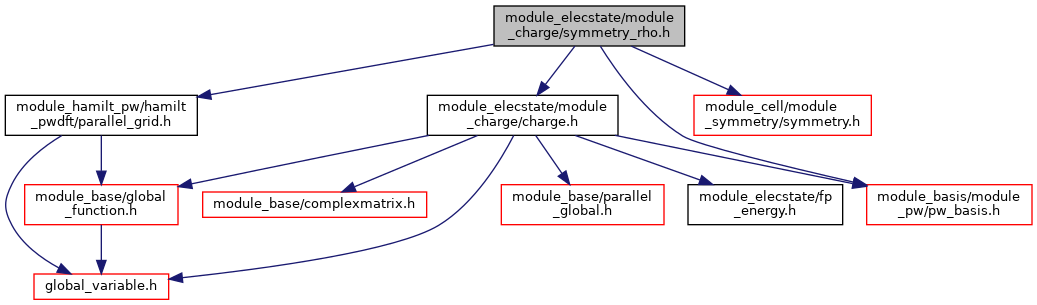 module_elecstate/module
_charge/symmetry_rho.h
module_hamilt_pw/hamilt
_pwdft/parallel_grid.h
module_elecstate/module
_charge/charge.h
module_cell/module
_symmetry/symmetry.h
module_base/global
_function.h
module_base/complexmatrix.h
module_base/parallel
_global.h
module_elecstate/fp
_energy.h
module_basis/module
_pw/pw_basis.h
global_variable.h